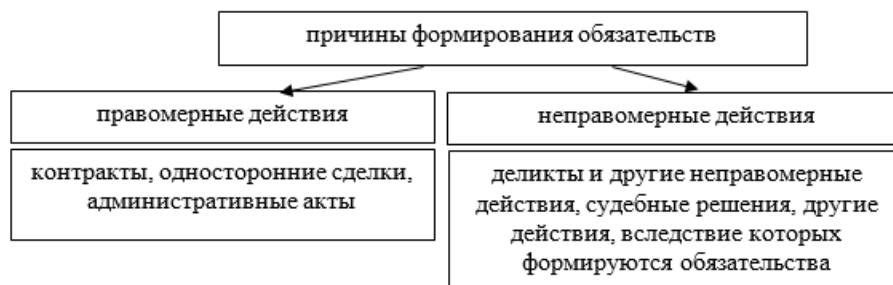 причины формирования обязательств
правомерные действия
неправомерные действия
контракты, односторонние сделки,
административные акты
деликты и другие неправомерные
действия, судебные решения, другие
действия, вследствие которых
формируются обязательства